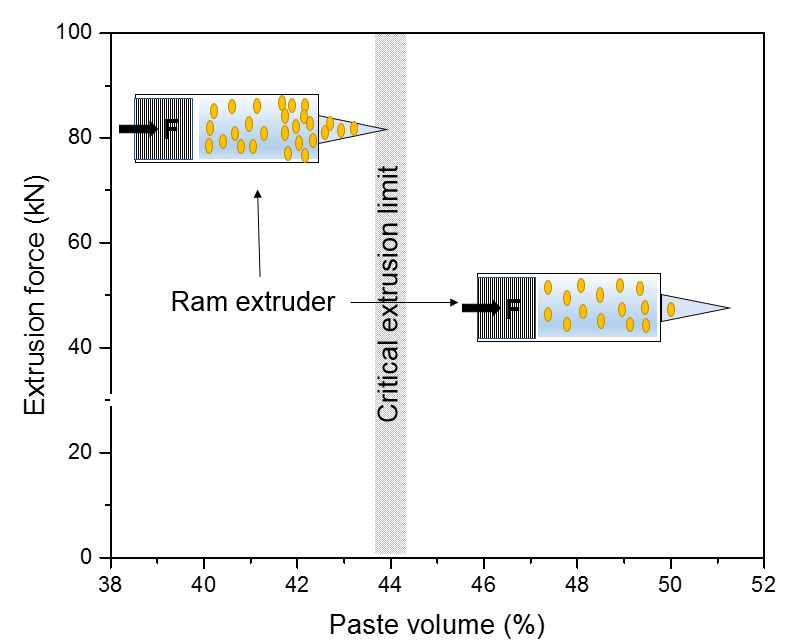 100
80
60
40
20
0
Extrusion force (kN)
F
Ram extruder
Critical extrusion limit
F
38 40 42 44 46 48 50 52
Paste volume (%)